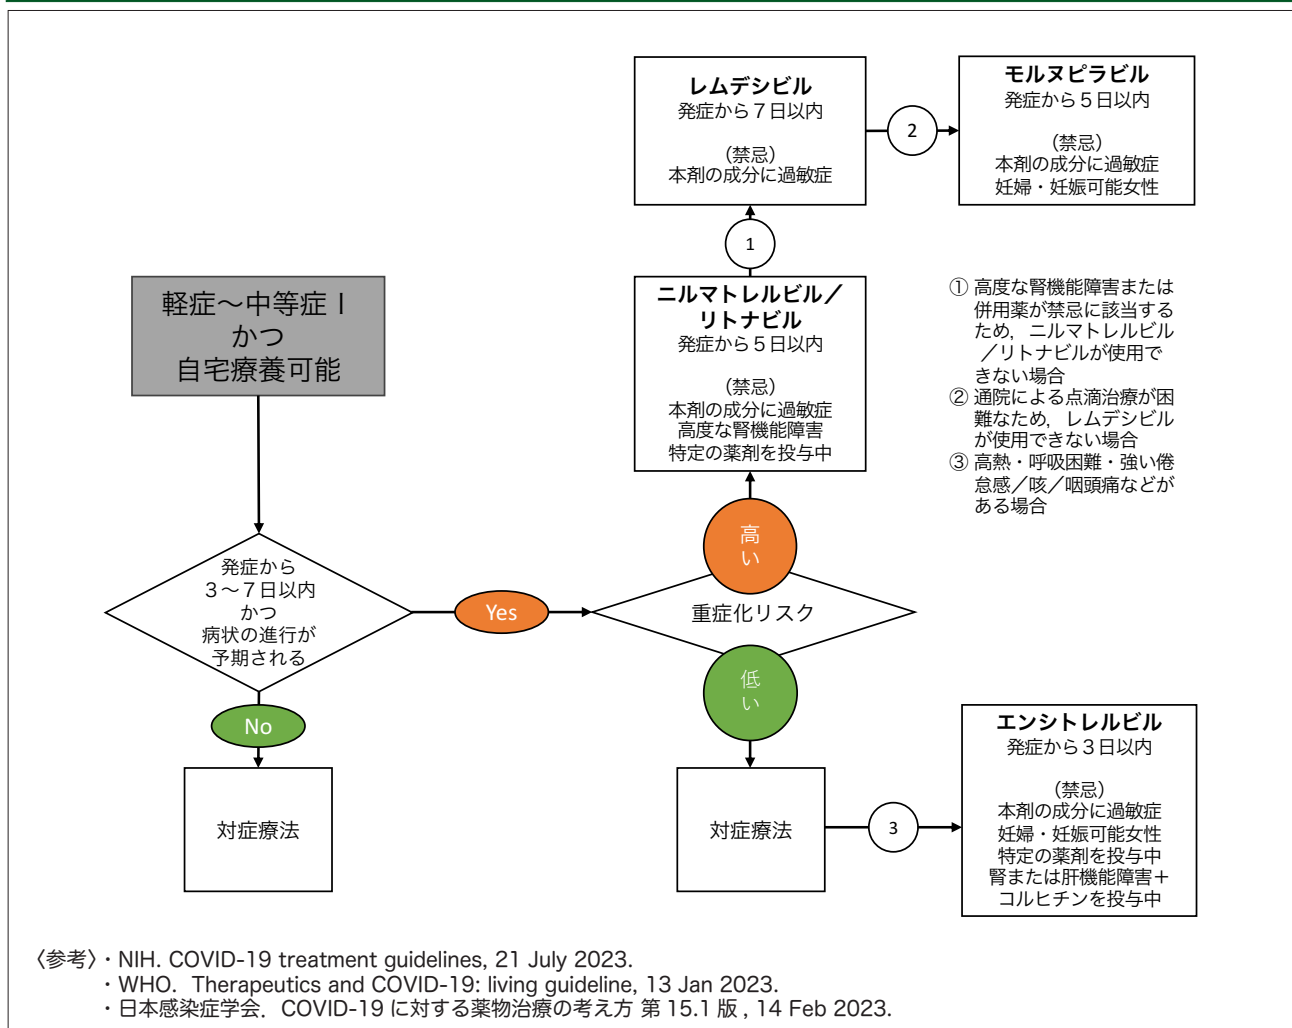 レムデシビル
発症から７日以内
（禁忌）
本剤の成分に過敏症
2
モルヌピラビル
発症から５日以内
（禁忌）
本剤の成分に過敏症
妊婦・妊娠可能女性
1
軽症～中等症Ⅰ
かつ
自宅療養可能
ニルマトレルビル／
リトナビル
発症から５日以内
（禁忌）
本剤の成分に過敏症
高度な腎機能障害
特定の薬剤を投与中
① 高度な腎機能障害または
併用薬が禁忌に該当する
ため，ニルマトレルビル
／リトナビルが使用で
きない場合
② 通院による点滴治療が困
難なため，レムデシビル
が使用できない場合
③ 高熱・呼吸困難・強い倦
怠感／咳／咽頭痛などが
ある場合
高
い
発症から
３～７日以内
かつ
病状の進行が
予期される
Yes
重症化リスク
低
い
No
対症療法
対症療法
3
エンシトレルビル
発症から３日以内
（禁忌）
本剤の成分に過敏症
妊婦・妊娠可能女性
特定の薬剤を投与中
腎または肝機能障害＋
コルヒチンを投与中
〈参考〉・NIH. COVID-19 treatment guidelines, 21 July 2023.
・WHO. Therapeutics and COVID-19: living guideline, 13 Jan 2023.
・日本感染症学会．COVID-19 に対する薬物治療の考え方 第 15.1 版 , 14 Feb 2023.